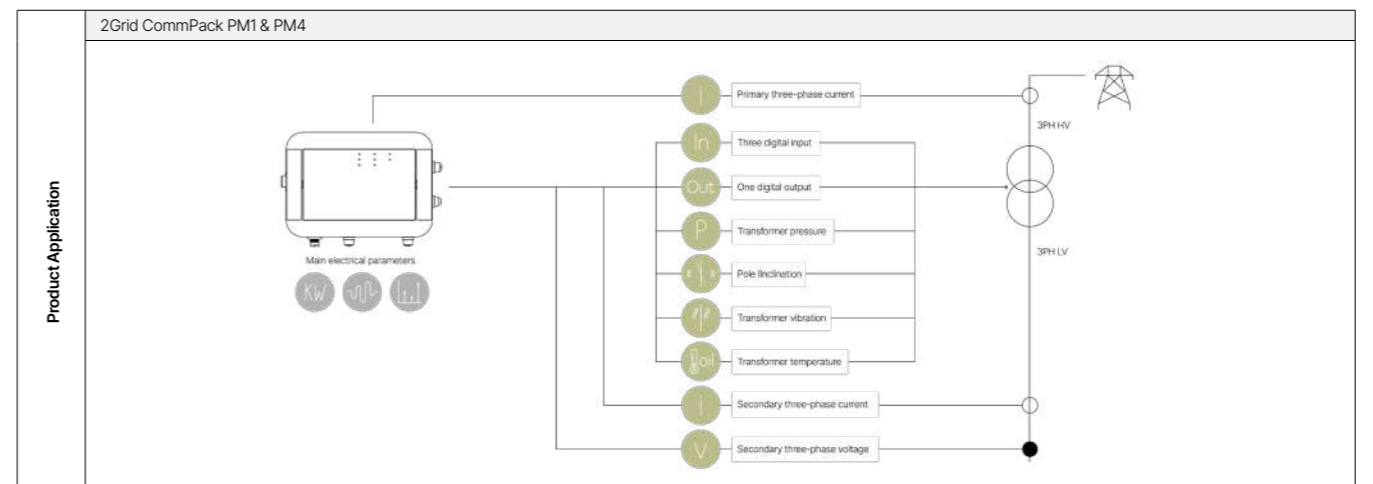 2Grid CommPack PM1 & PM4
Product Application
i
Primary three-phase current
3PH HV
In
Three digital input
Out
One digital output
P
Transformer pressure
3PH LV
Main electrical parameters
Pole Iinclination
KW
Transformer vibration
oil
Transformer temperature
i
Secondary three-phase current
V
Secondary three-phase voltage